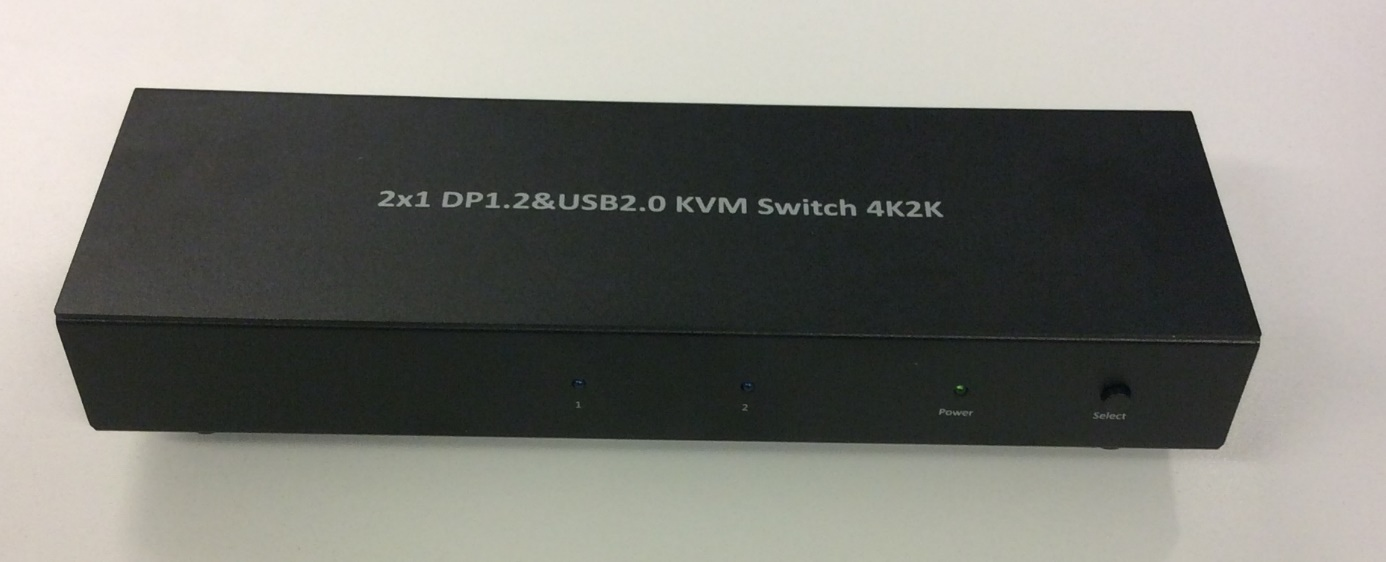 2x1 DP1.2&USB2.0 KVM Switch 4K2K
1
2
Power
Select